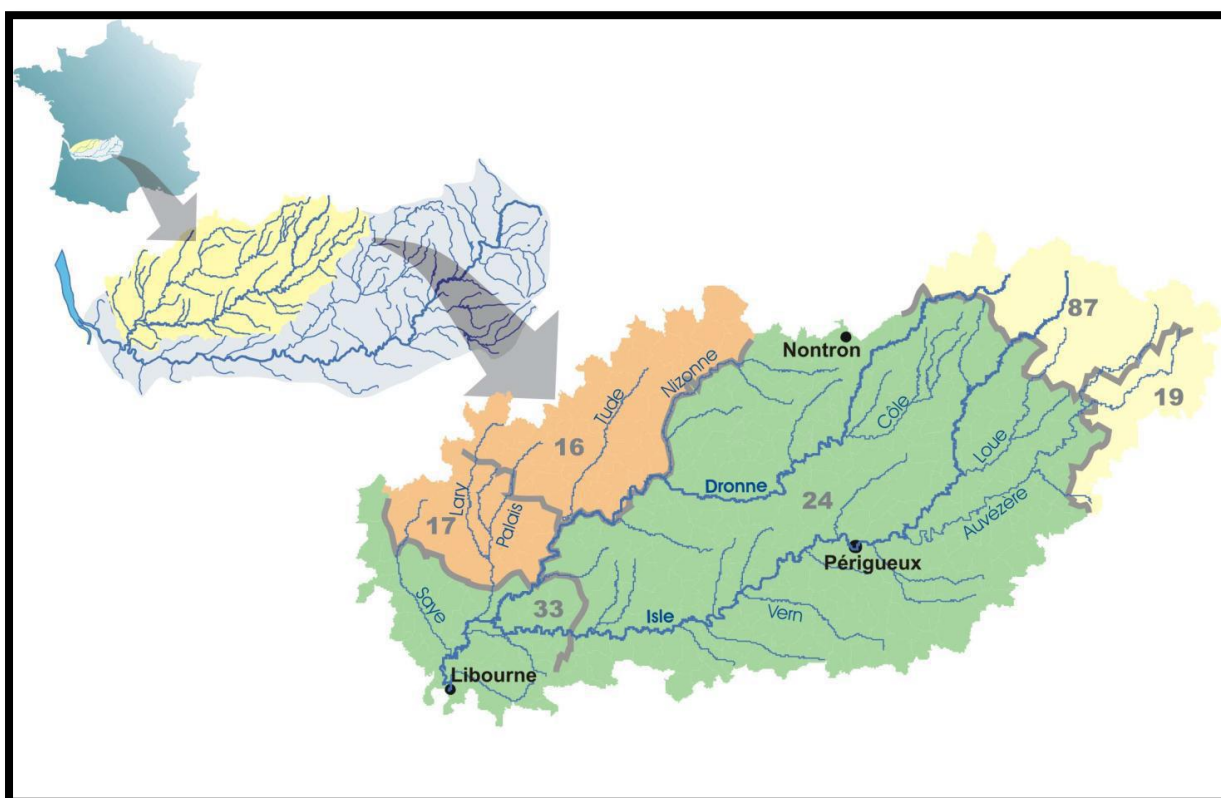 87
Nontron
Nizonne
19
Tude
Côle
16
Loue
Dronne
24
Lary
Auvézère
17
Palais
Périgueux
Saye
33
Isle
Vern
Libourne